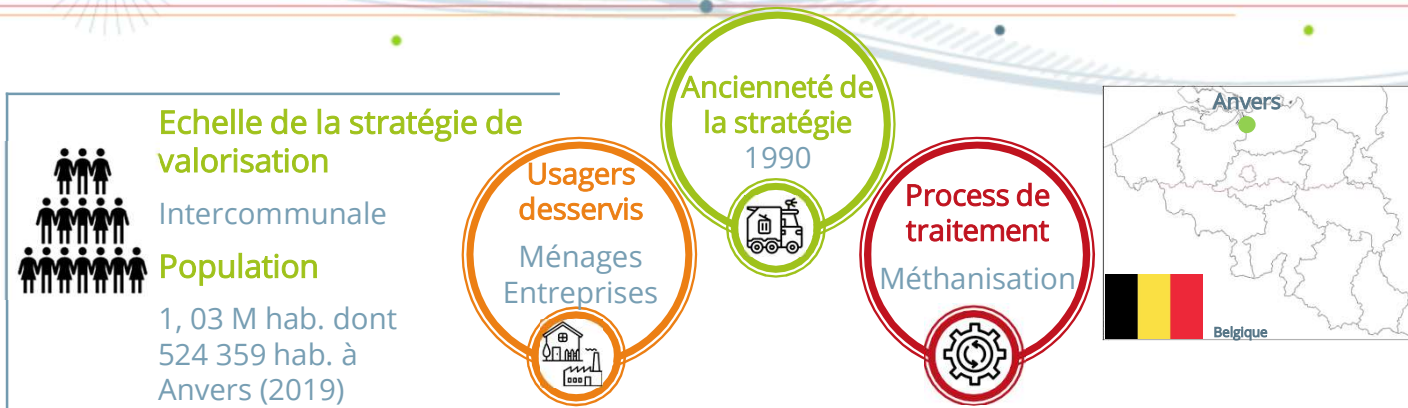 Echelle de la stratégie de
valorisation
Intercommunale
Population
1, 03 M hab. dont
524 359 hab. à
Anvers (2019)
Usagers
desservis
Ménages
Entreprises
Ancienneté de
la stratégie
1990
Process de
traitement
Méthanisation
Anvers
Belgique